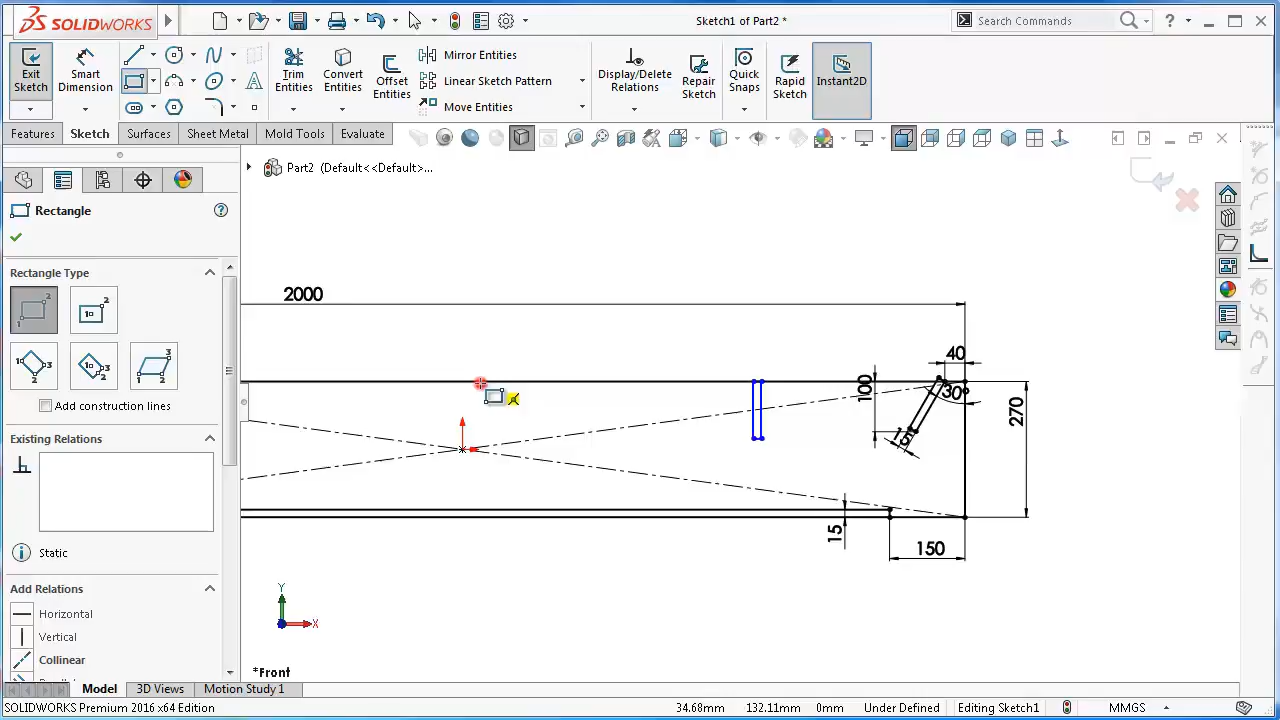 SOLIDWORKS
Sketch1 of Part2 *
Search Commands
?
Exit Sketch
Smart Dimension
Trim Entities
Convert Entities
Offset Entities
Mirror Entities
Linear Sketch Pattern
Move Entities
Display/Delete Relations
Repair Sketch
Quick Snaps
Rapid Sketch
Instant2D
Features
Sketch
Surfaces
Sheet Metal
Mold Tools
Evaluate
Part2 (Default<<Default>...
Rectangle
?
Rectangle Type
Add construction lines
Existing Relations
Static
Add Relations
Horizontal
Vertical
Collinear
2000
40
100
30°
15
270
15
150
Y
X
*Front
Model
3D Views
Motion Study 1
SOLIDWORKS Premium 2016 x64 Edition
34.68mm
132.11mm
0mm
Under Defined
Editing Sketch1
MMGS